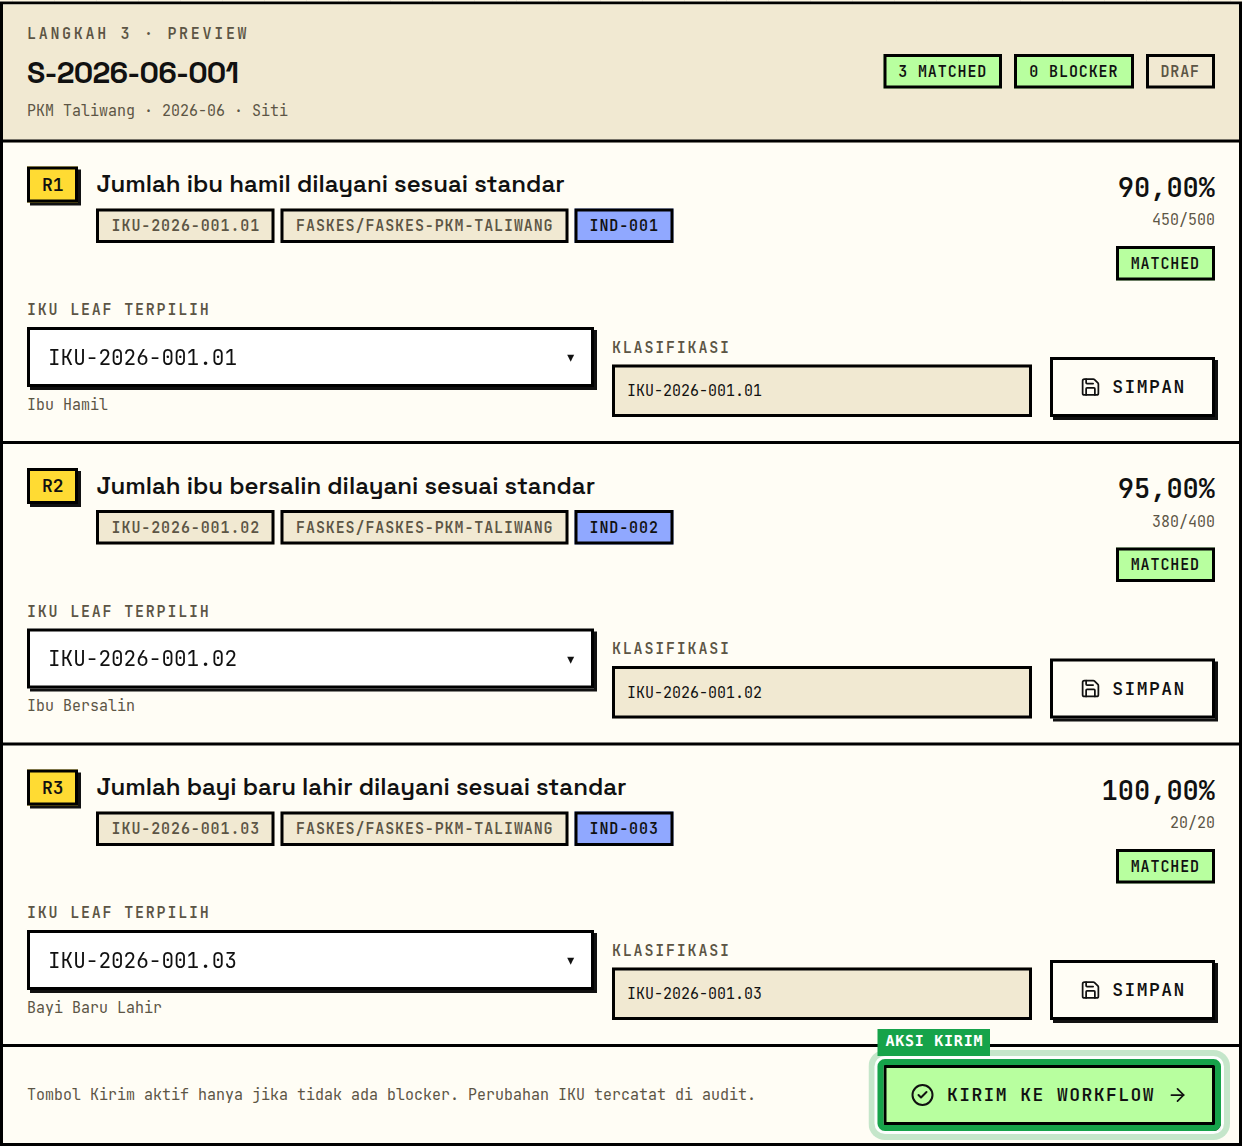 LANGKAH 3 · PREVIEW
S-2026-06-001
PKM Taliwang · 2026-06 · Siti
3 MATCHED
0 BLOCKER
DRAF
R1
Jumlah ibu hamil dilayani sesuai standar
IKU-2026-001.01
FASKES/FASKES-PKM-TALIWANG
IND-001
90,00%
450/500
MATCHED
IKU LEAF TERPILIH
IKU-2026-001.01 ▾
Ibu Hamil
KLASIFIKASI
IKU-2026-001.01
SIMPAN
R2
Jumlah ibu bersalin dilayani sesuai standar
IKU-2026-001.02
FASKES/FASKES-PKM-TALIWANG
IND-002
95,00%
380/400
MATCHED
IKU LEAF TERPILIH
IKU-2026-001.02 ▾
Ibu Bersalin
KLASIFIKASI
IKU-2026-001.02
SIMPAN
R3
Jumlah bayi baru lahir dilayani sesuai standar
IKU-2026-001.03
FASKES/FASKES-PKM-TALIWANG
IND-003
100,00%
20/20
MATCHED
IKU LEAF TERPILIH
IKU-2026-001.03 ▾
Bayi Baru Lahir
KLASIFIKASI
IKU-2026-001.03
SIMPAN
AKSI KIRIM
Tombol Kirim aktif hanya jika tidak ada blocker. Perubahan IKU tercatat di audit.
KIRIM KE WORKFLOW →